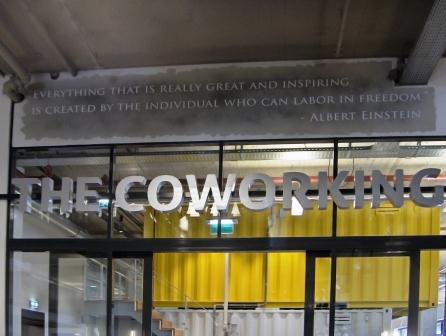 EVERYTHING THAT IS REALLY GREAT AND INSPIRING
IS CREATED BY THE INDIVIDUAL WHO CAN LABOR IN FREEDOM."
- ALBERT EINSTEIN
THE COWORKING